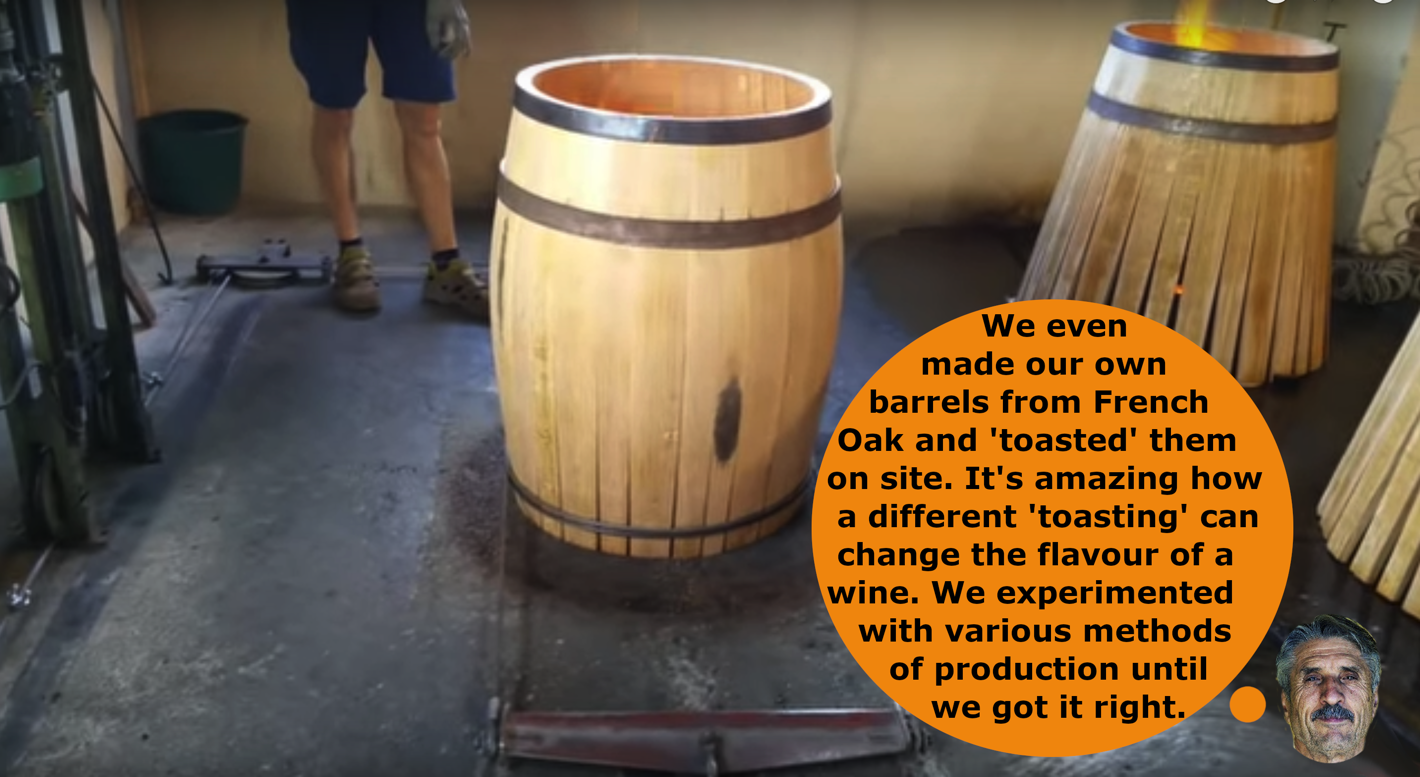 We even
made our own
barrels from French
Oak and 'toasted' them
on site. It's amazing how
a different 'toasting' can
change the flavour of a
wine. We experimented
with various methods
of production until
we got it right.